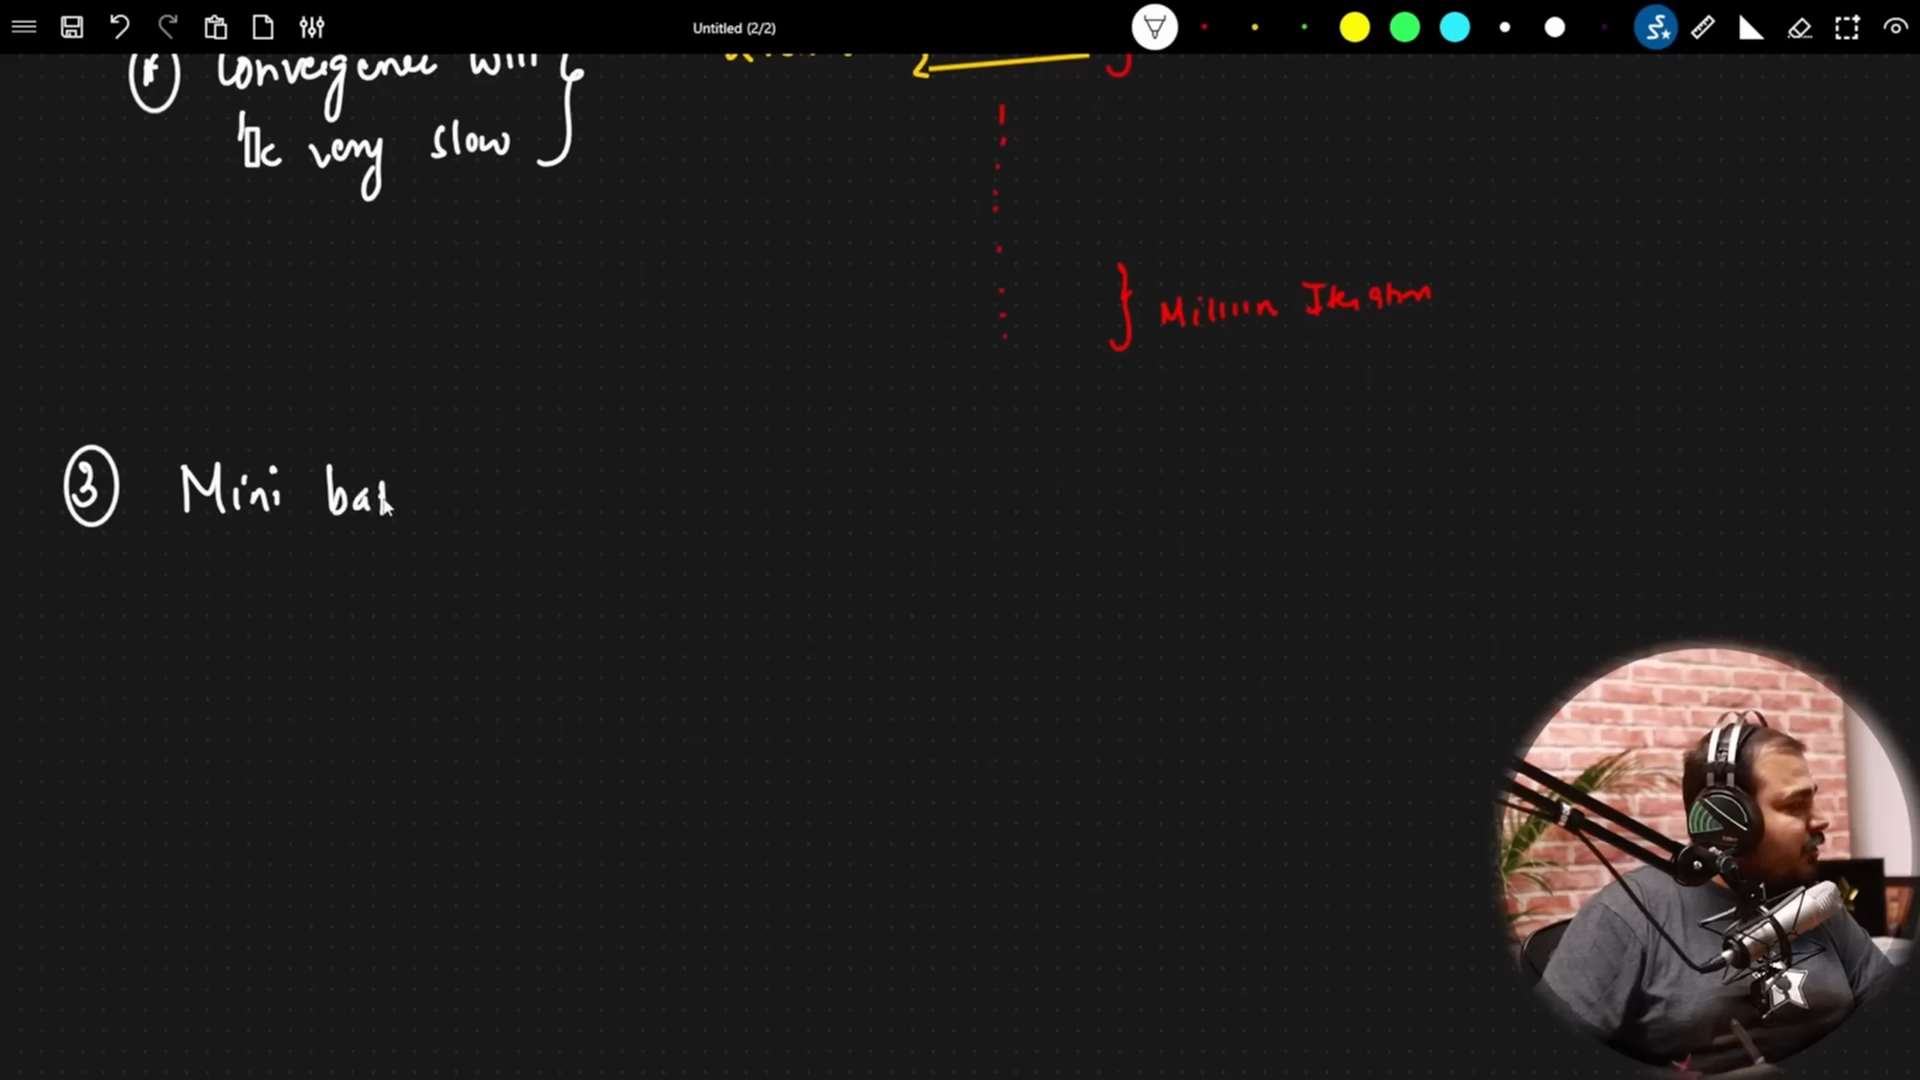 Untitled (2/2)
Convergence will
be very slow
} Million Iteration
③ Mini bat